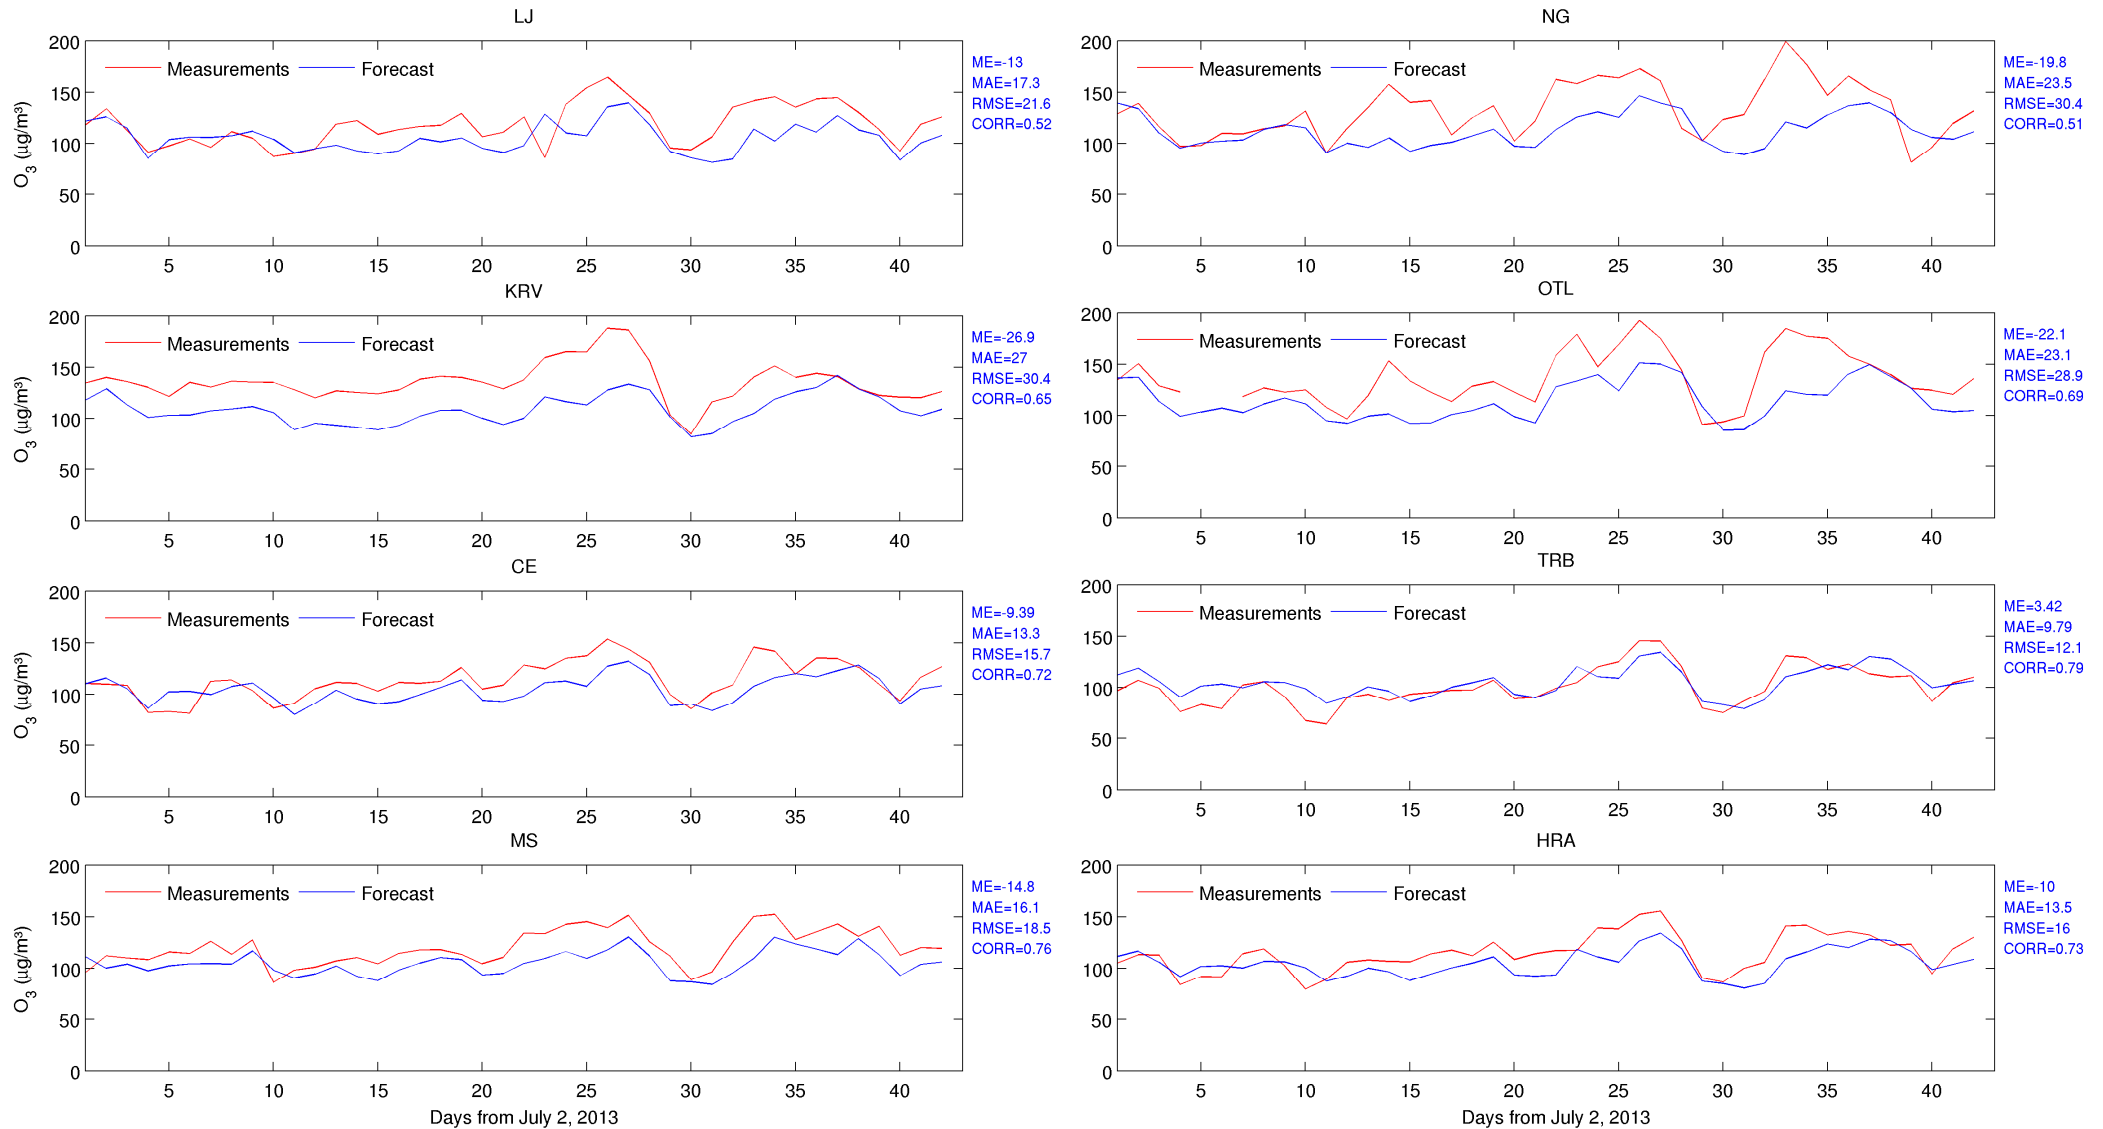 LJ
200
150
100
50
0
O3 (µg/m³)
Measurements
Forecast
5 10 15 20 25 30 35 40
ME=-13
MAE=17.3
RMSE=21.6
CORR=0.52
NG
200
150
100
50
0
Measurements
Forecast
5 10 15 20 25 30 35 40
ME=-19.8
MAE=23.5
RMSE=30.4
CORR=0.51
KRV
200
150
100
50
0
O3 (µg/m³)
Measurements
Forecast
5 10 15 20 25 30 35 40
ME=-26.9
MAE=27
RMSE=30.4
CORR=0.65
OTL
200
150
100
50
0
Measurements
Forecast
5 10 15 20 25 30 35 40
ME=-22.1
MAE=23.1
RMSE=28.9
CORR=0.69
CE
200
150
100
50
0
O3 (µg/m³)
Measurements
Forecast
5 10 15 20 25 30 35 40
ME=-9.39
MAE=13.3
RMSE=15.7
CORR=0.72
TRB
200
150
100
50
0
Measurements
Forecast
5 10 15 20 25 30 35 40
ME=3.42
MAE=9.79
RMSE=12.1
CORR=0.79
MS
200
150
100
50
0
O3 (µg/m³)
Measurements
Forecast
5 10 15 20 25 30 35 40
Days from July 2, 2013
ME=-14.8
MAE=16.1
RMSE=18.5
CORR=0.76
HRA
200
150
100
50
0
Measurements
Forecast
5 10 15 20 25 30 35 40
Days from July 2, 2013
ME=-10
MAE=13.5
RMSE=16
CORR=0.73